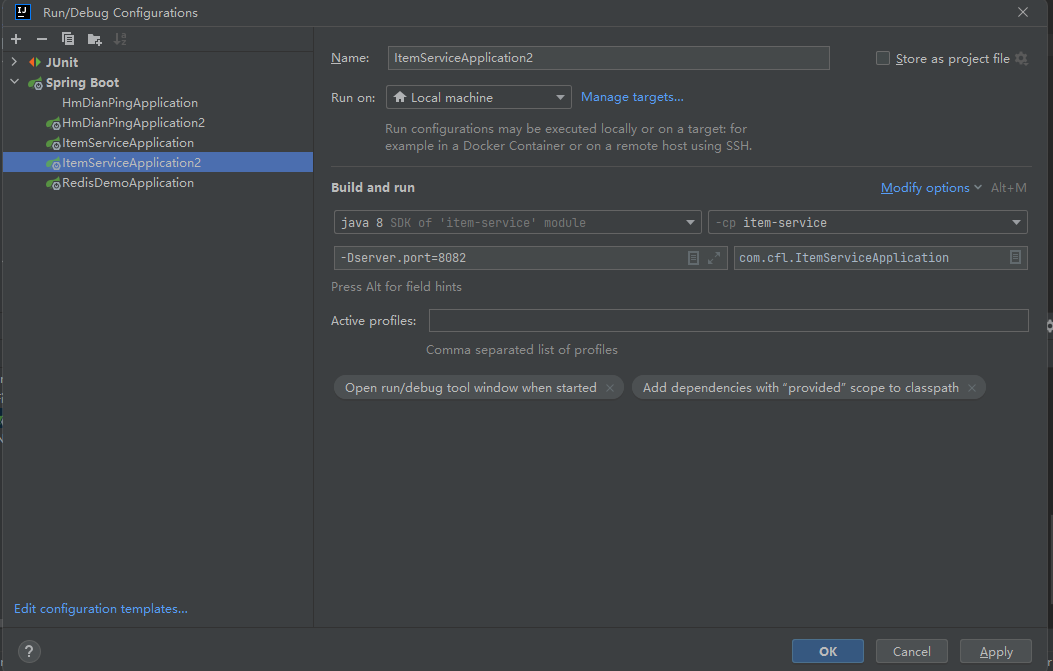 Run/Debug Configurations
JUnit
Spring Boot
HmDianPingApplication
HmDianPingApplication2
ItemServiceApplication
ItemServiceApplication2
RedisDemoApplication
Edit configuration templates...
Name: ItemServiceApplication2 Store as project file
Run on: Local machine Manage targets...
Run configurations may be executed locally or on a target: for
example in a Docker Container or on a remote host using SSH.
Build and run Modify options Alt+M
java 8 SDK of 'item-service' module -cp item-service
-Dserver.port=8082 com.cfl.ItemServiceApplication
Press Alt for field hints
Active profiles:
Comma separated list of profiles
Open run/debug tool window when started × Add dependencies with “provided” scope to classpath ×
? OK Cancel Apply